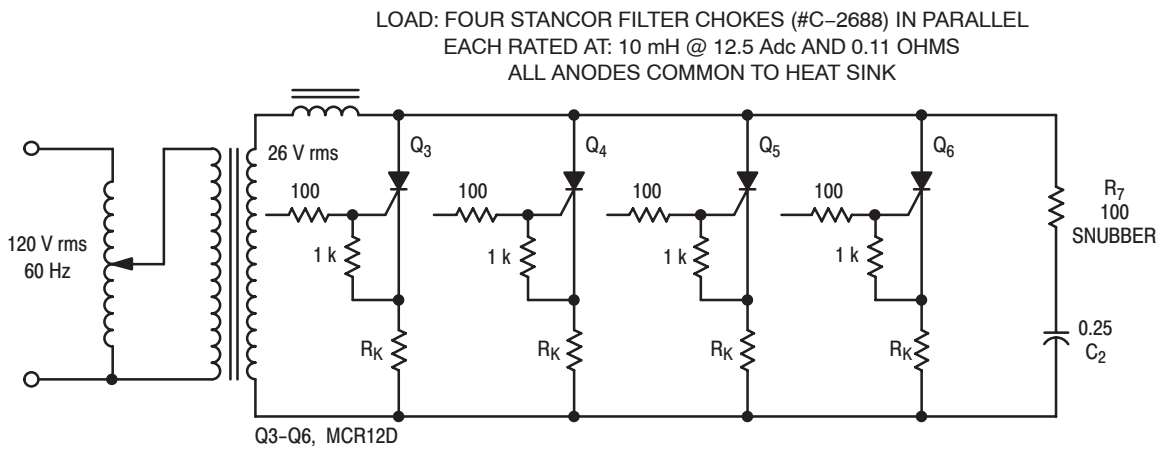 LOAD: FOUR STANCOR FILTER CHOKES (#C−2688) IN PARALLEL
EACH RATED AT: 10 mH @ 12.5 Adc AND 0.11 OHMS
ALL ANODES COMMON TO HEAT SINK
26 V rms
Q3
Q4
Q5
Q6
100
100
100
100
R7
100
SNUBBER
120 V rms
60 Hz
1 k
1 k
1 k
1 k
RK
RK
RK
RK
0.25
C2
Q3−Q6, MCR12D